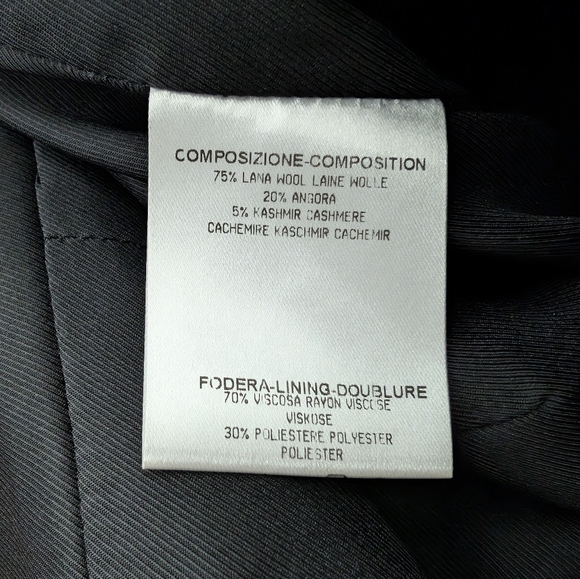 COMPOSIZIONE-COMPOSITION
75% LANA WOOL LAINE WOLLE
20% ANGORA
5% KASHMIR CASHMERE
CACHEMIRE KASCHMIR CACHEMIR
FODERA-LINING-DOUBLURE
70% VISCOSA RAYON VISCOSE
VISKOSE
30% POLIESTERE POLYESTER
POLIESTER